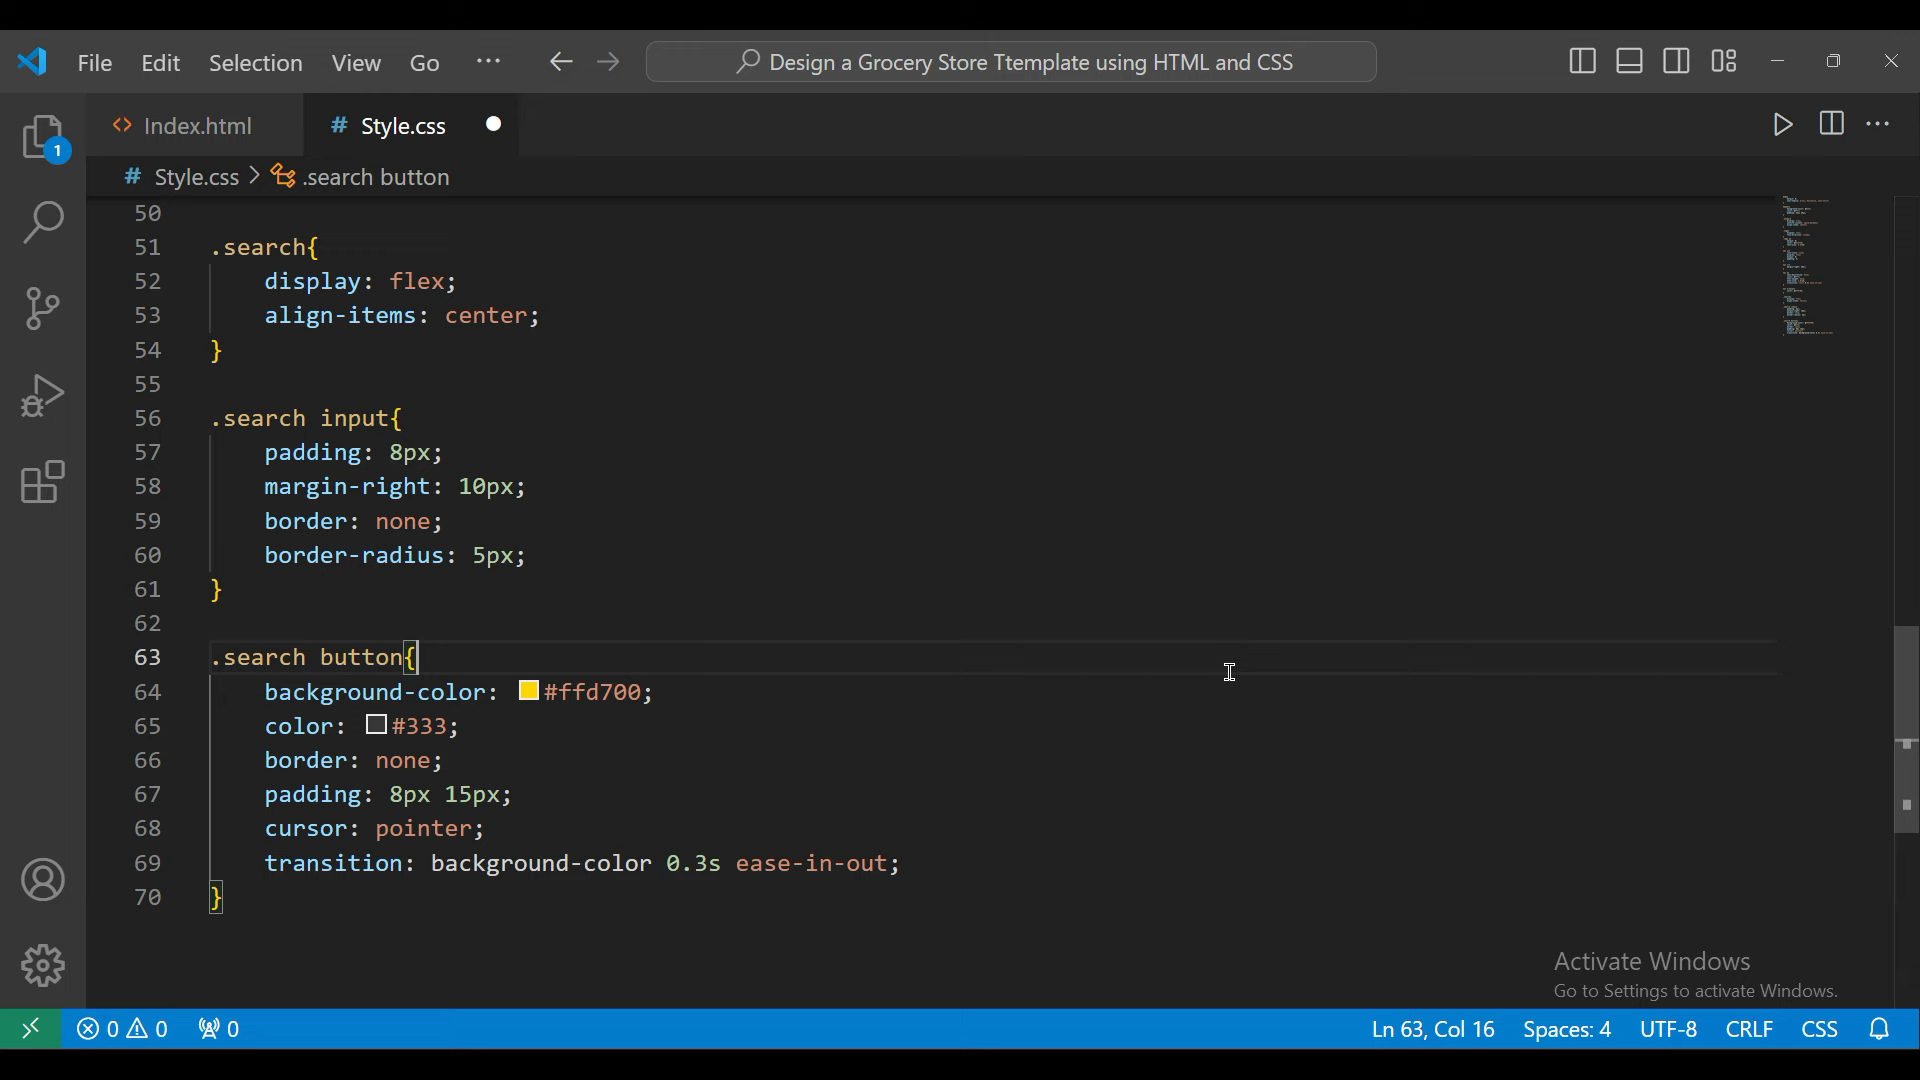 File Edit Selection View Go ··· Design a Grocery Store Ttemplate using HTML and CSS
<> Index.html # Style.css
1
# Style.css > .search button
50
51 .search{
52 display: flex;
53 align-items: center;
54 }
55
56 .search input{
57 padding: 8px;
58 margin-right: 10px;
59 border: none;
60 border-radius: 5px;
61 }
62
63 .search button{
64 background-color: #ffd700;
65 color: #333;
66 border: none;
67 padding: 8px 15px;
68 cursor: pointer;
69 transition: background-color 0.3s ease-in-out;
70 }
Activate Windows
Go to Settings to activate Windows.
0 0 0 Ln 63, Col 16 Spaces: 4 UTF-8 CRLF CSS